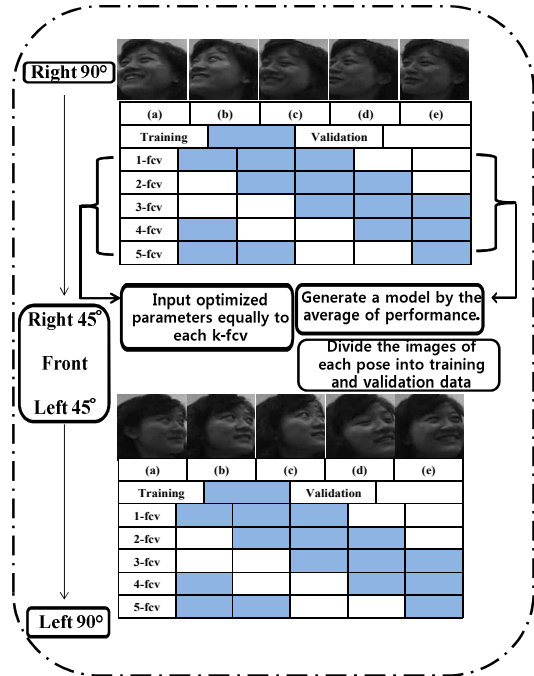 Right 90°
(a) (b) (c) (d) (e)
Training Validation
1-fcv
2-fcv
3-fcv
4-fcv
5-fcv
Input optimized
parameters equally to
each k-fcv
Generate a model by the
average of performance.
Divide the images of
each pose into training
and validation data
Right 45°
Front
Left 45°
(a) (b) (c) (d) (e)
Training Validation
1-fcv
2-fcv
3-fcv
4-fcv
5-fcv
Left 90°